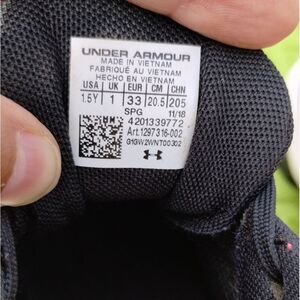 UNDER ARMOUR
MADE IN VIETNAM
FABRIQUÉ AU VIETNAM
HECHO EN VIETNAM
USA UK EUR CM CHN
1.5Y 1 33 20.5 205
SPG 11/18
4201339772
Art.1297316-002
G1GW2WNT00302